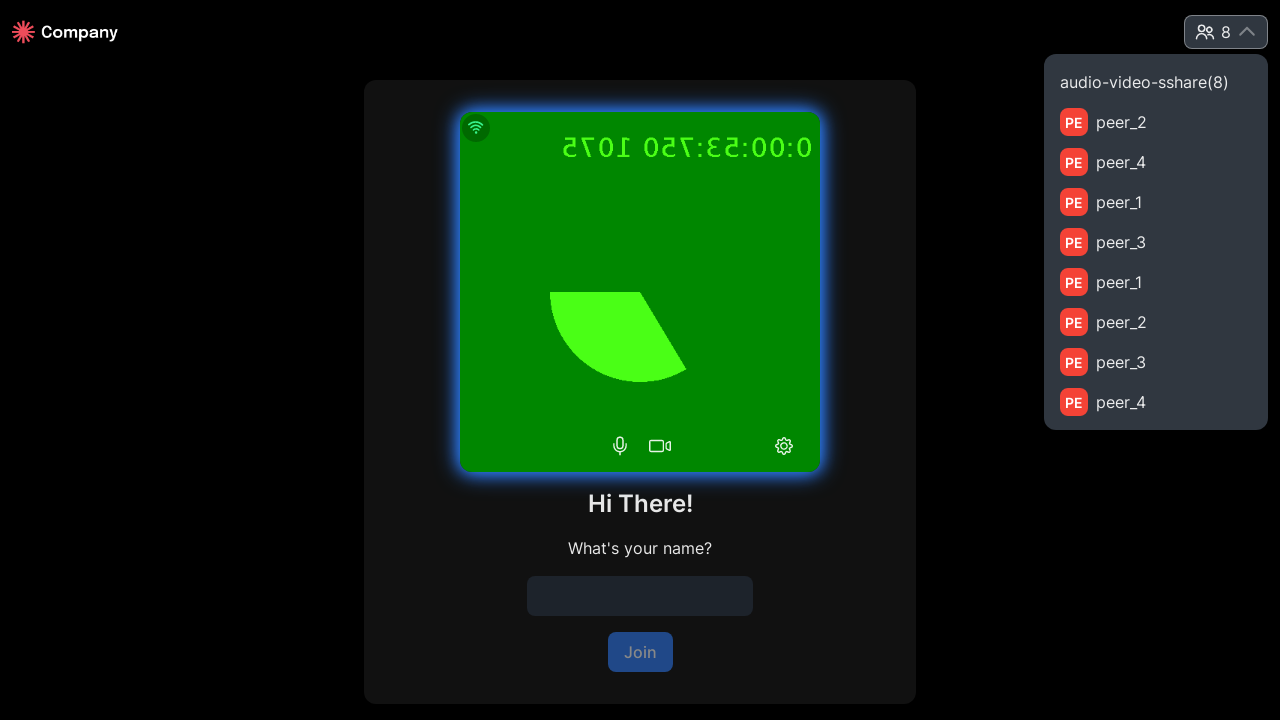 Company
8
0:00:53:750 1075
Hi There!
What's your name?
Join
audio-video-sshare(8)
PE peer_2
PE peer_4
PE peer_1
PE peer_3
PE peer_1
PE peer_2
PE peer_3
PE peer_4